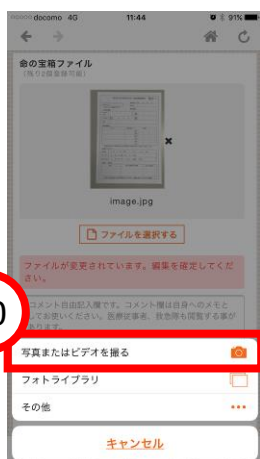 docomo 4G 11:44 91%
命の宝箱ファイル
(残り2個登録可能)
image.jpg
ファイルを選択する
ファイルが変更されています。編集を確定してくだ
さい。
コメント自由記入欄です。コメント欄は自身へのメモと
してお使いください。医療従事者、救急隊も閲覧する事が
あります。
写真またはビデオを撮る
フォトライブラリ
その他
キャンセル